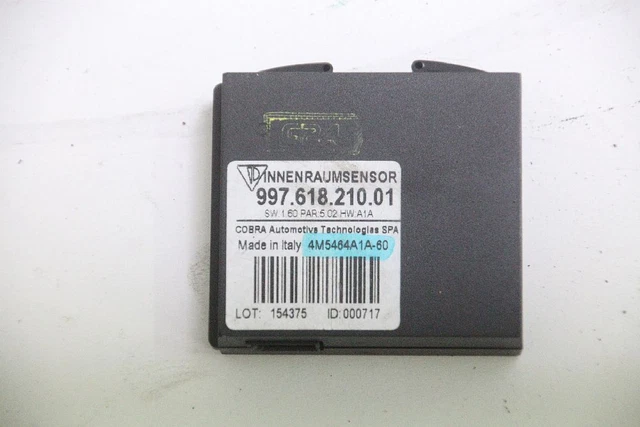 INNENRAUMSENSOR
997.618.210.01
SW:1.60 PAR:5.02 HW:A1A
COBRA Automotive Technologies SPA
Made in Italy 4M5464A1A-60
LOT: 154375 ID:000717